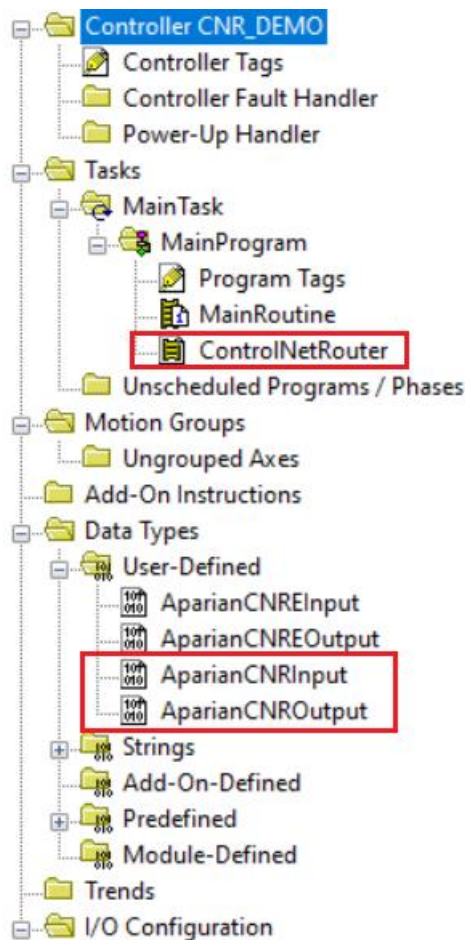 Controller CNR_DEMO
Controller Tags
Controller Fault Handler
Power-Up Handler
Tasks
MainTask
MainProgram
Program Tags
MainRoutine
ControlNetRouter
Unscheduled Programs / Phases
Motion Groups
Ungrouped Axes
Add-On Instructions
Data Types
User-Defined
AparianCNREInput
AparianCNREOutput
AparianCNRInput
AparianCNROutput
Strings
Add-On-Defined
Predefined
Module-Defined
Trends
I/O Configuration